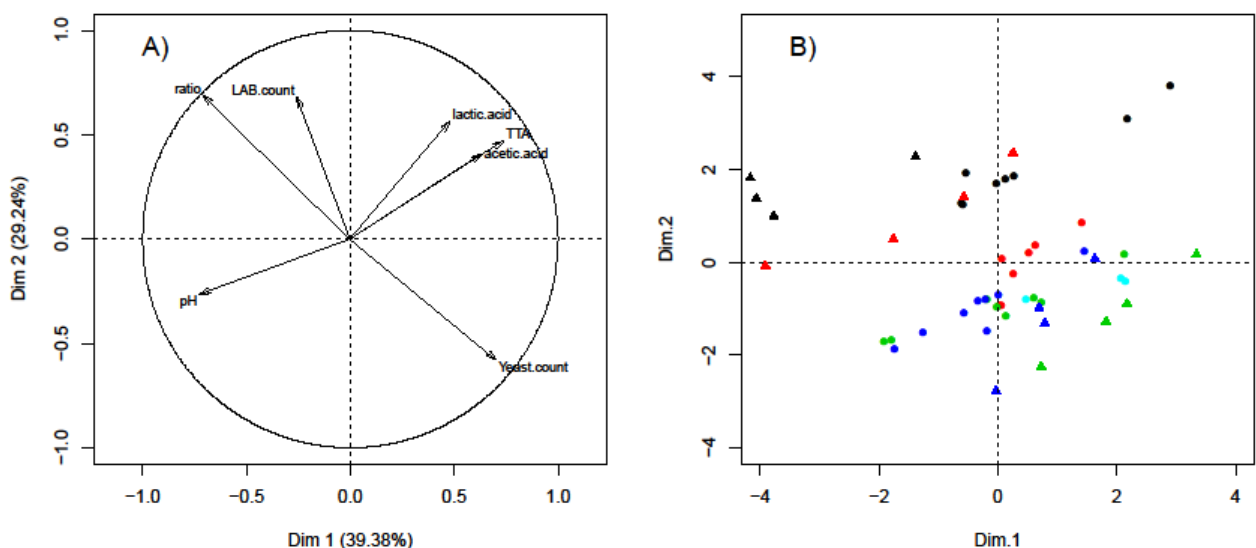 A)
ratio
LAB.count
lactic.acid
TTA
acetic.acid
pH
Yeast.count
1.0
0.5
0.0
−0.5
−1.0
Dim 2 (29.24%)
−1.0
−0.5
0.0
0.5
1.0
Dim 1 (39.38%)
B)
4
2
0
−2
−4
Dim.2
−4
−2
0
2
4
Dim.1